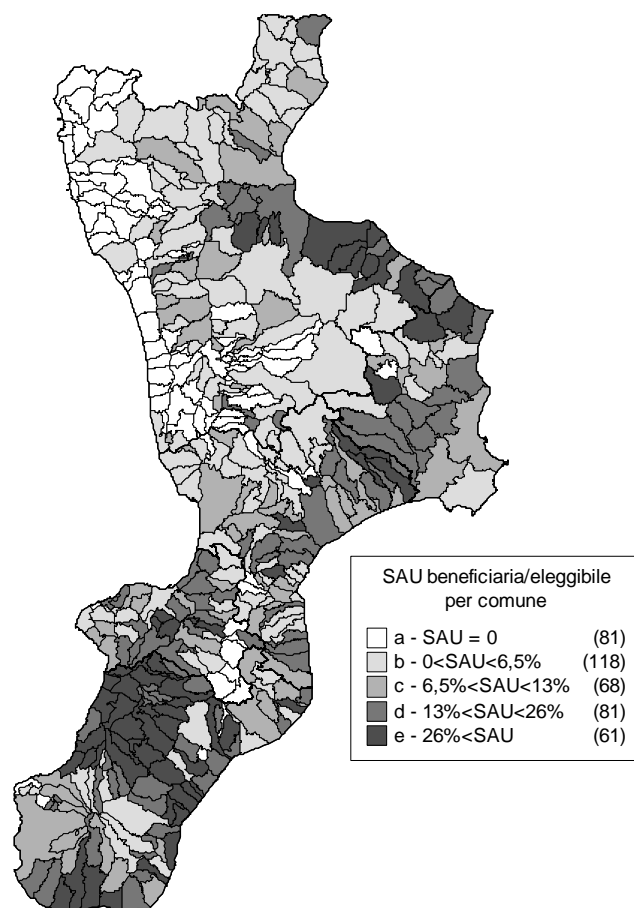 SAU beneficiaria/eleggibile
per comune
a - SAU = 0 (81)
b - 0<SAU<6,5% (118)
c - 6,5%<SAU<13% (68)
d - 13%<SAU<26% (81)
e - 26%<SAU (61)